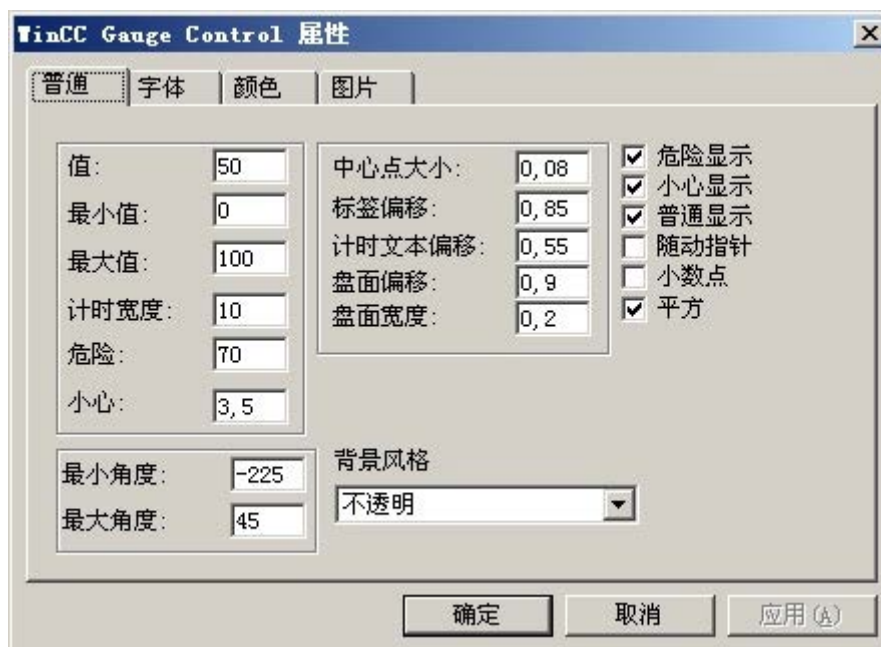 WinCC Gauge Control 属性
普通 字体 颜色 图片
值: 50
最小值: 0
最大值: 100
计时宽度: 10
危险: 70
小心: 3,5
中心点大小: 0,08
标签偏移: 0,85
计时文本偏移: 0,55
盘面偏移: 0,9
盘面宽度: 0,2
危险显示
小心显示
普通显示
随动指针
小数点
平方
最小角度: -225
最大角度: 45
背景风格
不透明
确定 取消 应用(A)